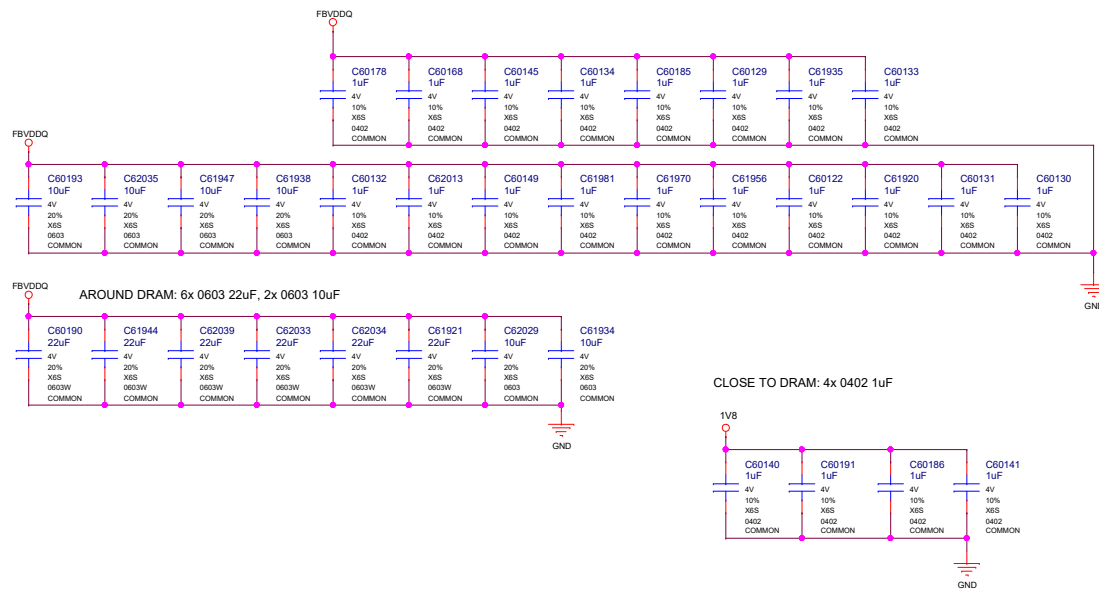 FBVDDQ
C60178 C60168 C60145 C60134 C60185 C60129 C61935 C60133
1uF 1uF 1uF 1uF 1uF 1uF 1uF 1uF
4V 4V 4V 4V 4V 4V 4V 4V
10% 10% 10% 10% 10% 10% 10% 10%
X6S X6S X6S X6S X6S X6S X6S X6S
0402 0402 0402 0402 0402 0402 0402 0402
COMMON COMMON COMMON COMMON COMMON COMMON COMMON COMMON
FBVDDQ
C60193 C62035 C61947 C61938 C60132 C62013 C60149 C61981 C61970 C61956 C60122 C61920 C60131 C60130
10uF 10uF 10uF 10uF 1uF 1uF 1uF 1uF 1uF 1uF 1uF 1uF 1uF 1uF
4V 4V 4V 4V 4V 4V 4V 4V 4V 4V 4V 4V 4V 4V
20% 20% 20% 20% 10% 10% 10% 10% 10% 10% 10% 10% 10% 10%
X6S X6S X6S X6S X6S X6S X6S X6S X6S X6S X6S X6S X6S X6S
0603 0603 0603 0603 0402 0402 0402 0402 0402 0402 0402 0402 0402 0402
COMMON COMMON COMMON COMMON COMMON COMMON COMMON COMMON COMMON COMMON COMMON COMMON COMMON COMMON
GND
FBVDDQ
AROUND DRAM: 6x 0603 22uF, 2x 0603 10uF
C60190 C61944 C62039 C62033 C62034 C61921 C62029 C61934
22uF 22uF 22uF 22uF 22uF 22uF 10uF 10uF
4V 4V 4V 4V 4V 4V 4V 4V
20% 20% 20% 20% 20% 20% 20% 20%
X6S X6S X6S X6S X6S X6S X6S X6S
0603W 0603W 0603W 0603W 0603W 0603W 0603 0603
COMMON COMMON COMMON COMMON COMMON COMMON COMMON COMMON
GND
CLOSE TO DRAM: 4x 0402 1uF
1V8
C60140 C60191 C60186 C60141
1uF 1uF 1uF 1uF
4V 4V 4V 4V
10% 10% 10% 10%
X6S X6S X6S X6S
0402 0402 0402 0402
COMMON COMMON COMMON COMMON
GND